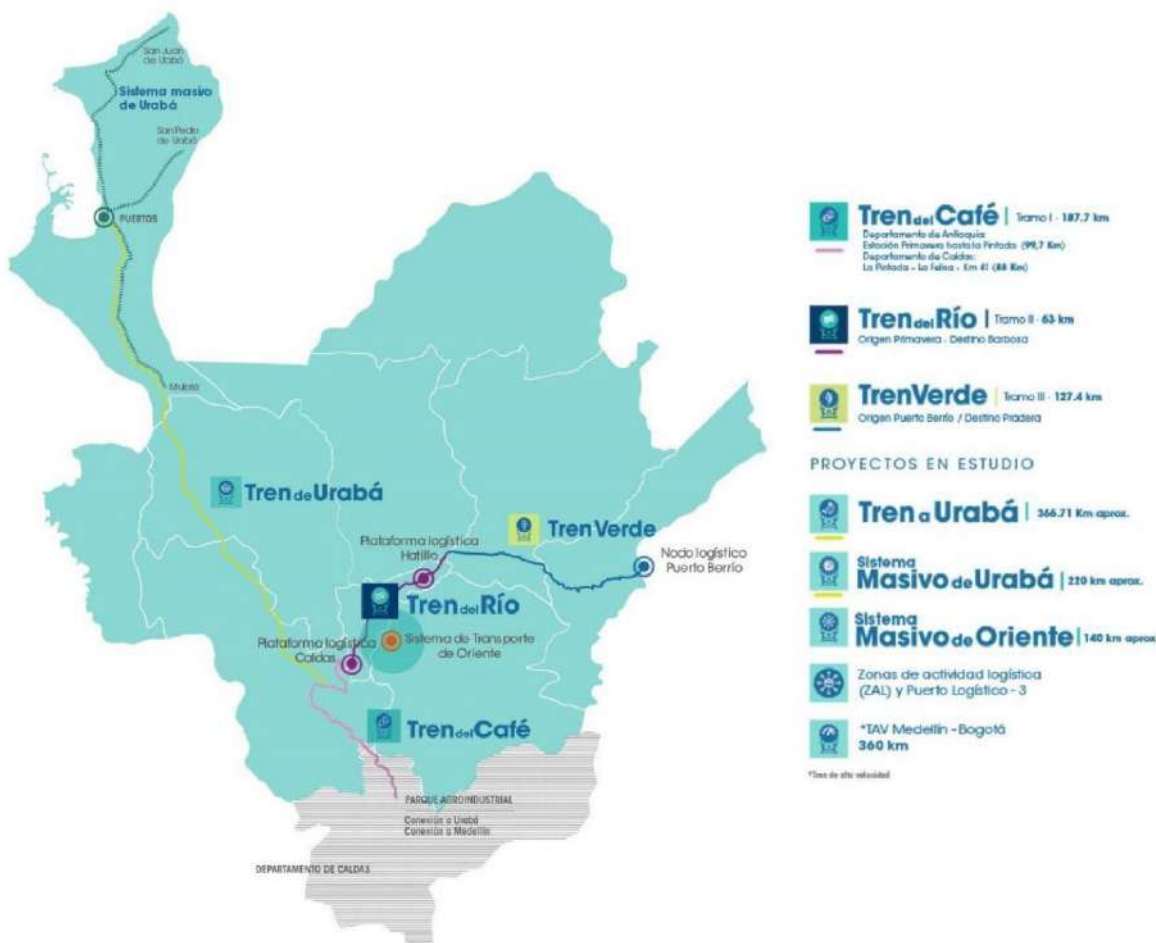 San Juan
de Urabá
Sistema masivo
de Urabá
San Pedro
de Urabá
PUERTOS
Mutatá
Tren de Urabá
Tren Verde
Plataforma logística
Hatillo
Nodo logístico
Puerto Berrío
Tren del Río
Sistema de Transporte
de Oriente
Plataforma logística
Caldas
Tren del Café
PARQUE AGROINDUSTRIAL
Conexión a Urabá
Conexión a Medellín
DEPARTAMENTO DE CALDAS
Tren del Café | Tramo I - 187.7 km
Departamento de Antioquia:
Estación Primavera hasta la Pintada (99,7 Km)
Departamento de Caldas:
La Pintada - La Felisa - Km 41 (88 Km)
Tren del Río | Tramo II - 63 km
Origen Primavera - Destino Barbosa
Tren Verde | Tramo III - 127.4 km
Origen Puerto Berrío / Destino Pradera
PROYECTOS EN ESTUDIO
Tren a Urabá | 366.71 Km aprox.
Sistema
Masivo de Urabá | 220 km aprox.
Sistema
Masivo de Oriente | 140 km aprox
Zonas de actividad logística
(ZAL) y Puerto Logístico - 3
*TAV Medellín - Bogotá
360 km
*Tren de alta velocidad